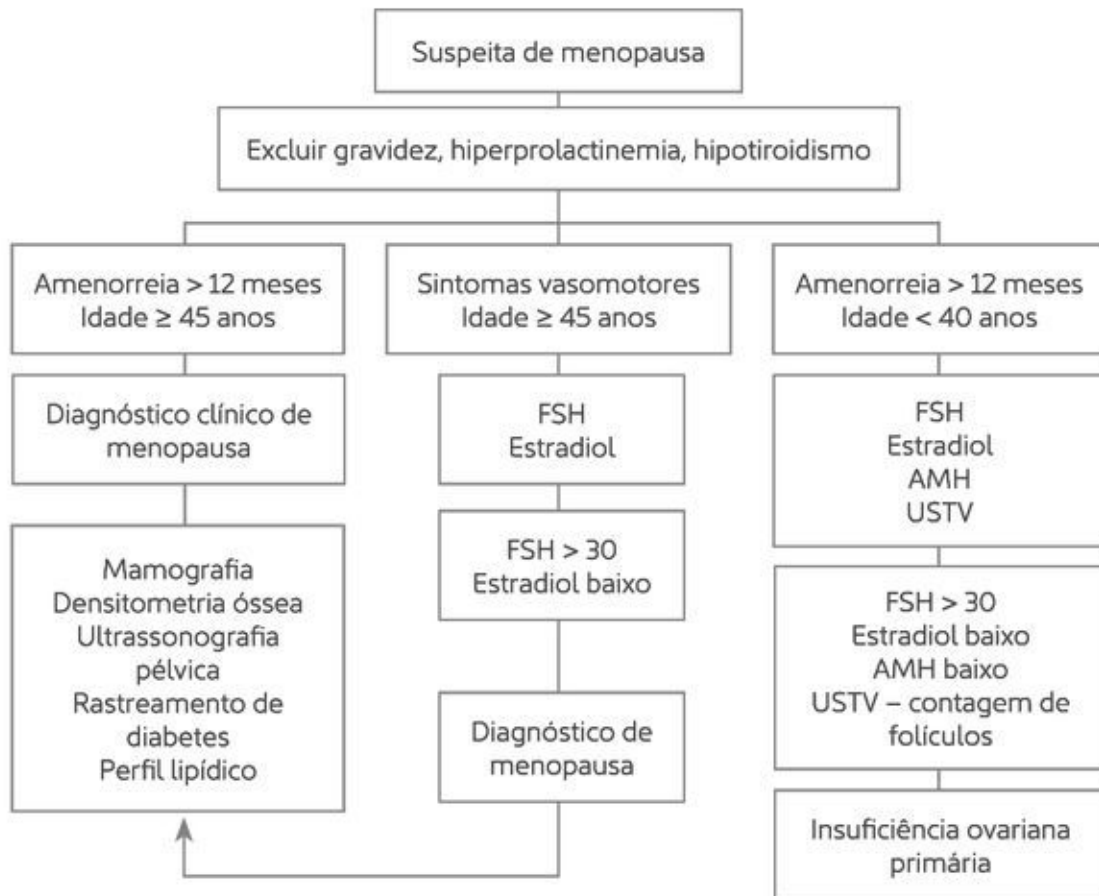 Suspeita de menopausa
Excluir gravidez, hiperprolactinemia, hipotiroidismo
Amenorreia > 12 meses
Idade ≥ 45 anos
Diagnóstico clínico de
menopausa
Mamografia
Densitometria óssea
Ultrassonografia
pélvica
Rastreamento de
diabetes
Perfil lipídico
Sintomas vasomotores
Idade ≥ 45 anos
FSH
Estradiol
FSH > 30
Estradiol baixo
Diagnóstico de
menopausa
Amenorreia > 12 meses
Idade < 40 anos
FSH
Estradiol
AMH
USTV
FSH > 30
Estradiol baixo
AMH baixo
USTV – contagem de
folículos
Insuficiência ovariana
primária